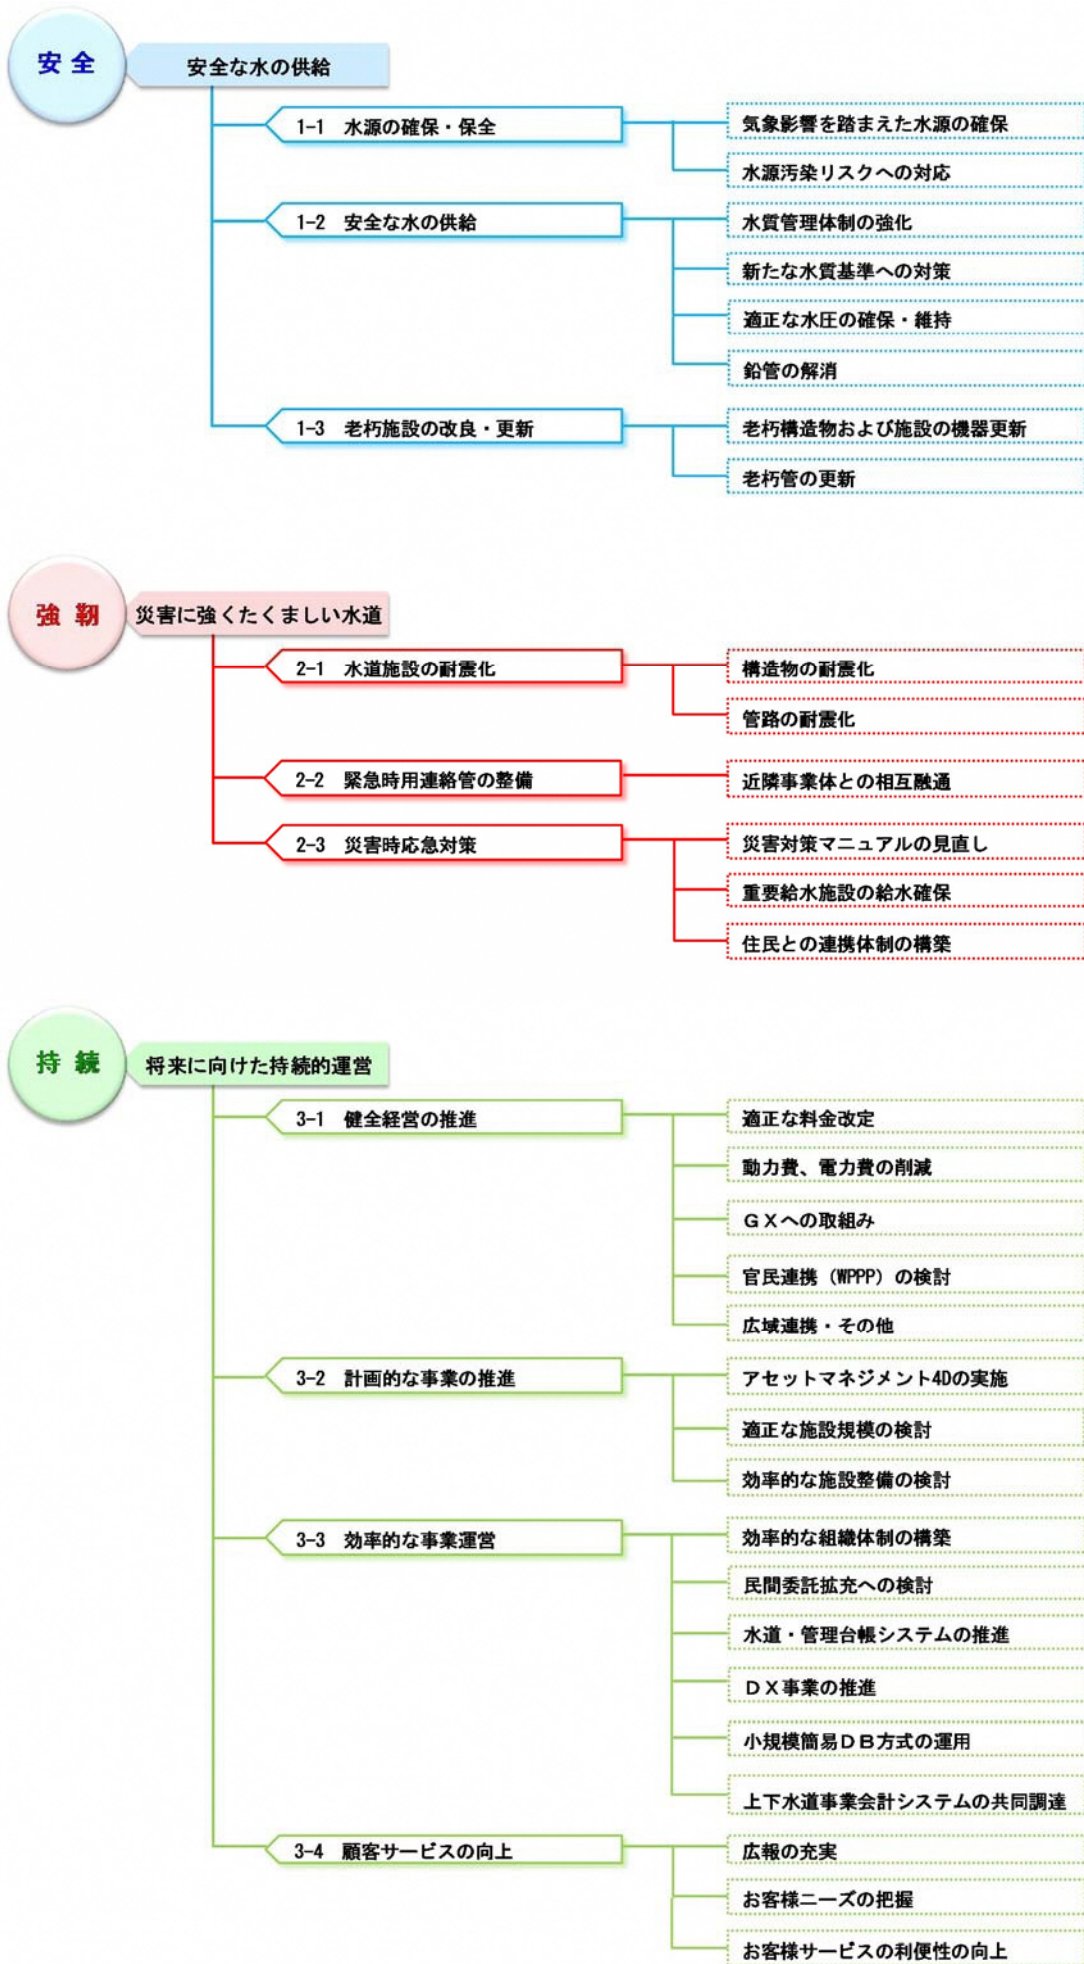 安全
安全な水の供給
1-1 水源の確保・保全
気象影響を踏まえた水源の確保
水源汚染リスクへの対応
1-2 安全な水の供給
水質管理体制の強化
新たな水質基準への対策
適正な水圧の確保・維持
鉛管の解消
1-3 老朽施設の改良・更新
老朽構造物および施設の機器更新
老朽管の更新
強靭
災害に強くたくましい水道
2-1 水道施設の耐震化
構造物の耐震化
管路の耐震化
2-2 緊急時用連絡管の整備
近隣事業体との相互融通
2-3 災害時応急対策
災害対策マニュアルの見直し
重要給水施設の給水確保
住民との連携体制の構築
持続
将来に向けた持続的運営
3-1 健全経営の推進
適正な料金改定
動力費、電力費の削減
GXへの取組み
官民連携（WPPP）の検討
広域連携・その他
3-2 計画的な事業の推進
アセットマネジメント4Dの実施
適正な施設規模の検討
効率的な施設整備の検討
3-3 効率的な事業運営
効率的な組織体制の構築
民間委託拡充への検討
水道・管理台帳システムの推進
DX事業の推進
小規模簡易DB方式の運用
上下水道事業会計システムの共同調達
3-4 顧客サービスの向上
広報の充実
お客様ニーズの把握
お客様サービスの利便性の向上